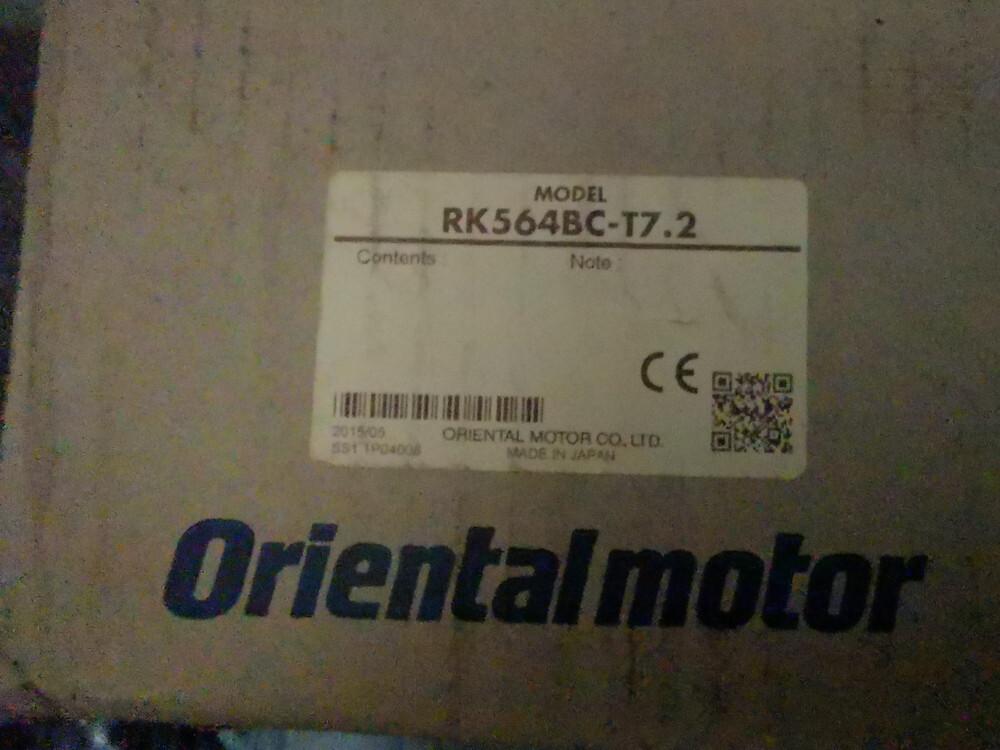 MODEL
RK564BC-T7.2
Contents : Note :
CE
2015/05 ORIENTAL MOTOR CO., LTD.
MADE IN JAPAN
Orientalmotor